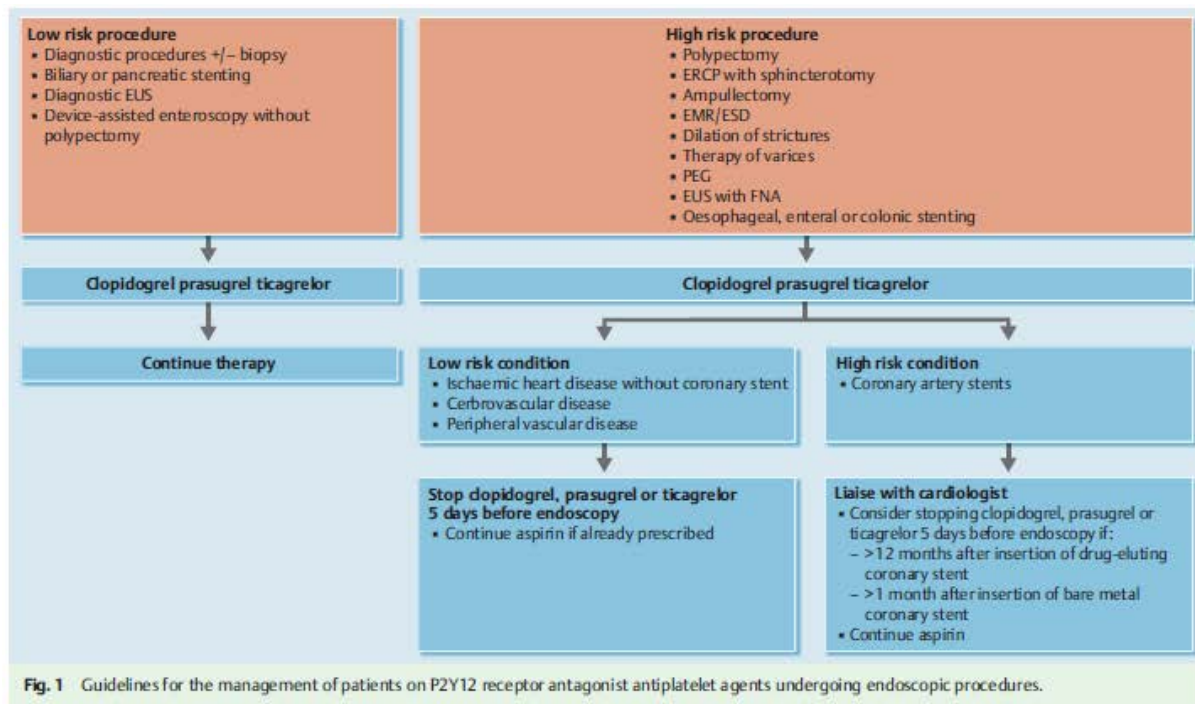 Low risk procedure
▪ Diagnostic procedures +/– biopsy
▪ Biliary or pancreatic stenting
▪ Diagnostic EUS
▪ Device-assisted enteroscopy without
polypectomy
High risk procedure
▪ Polypectomy
▪ ERCP with sphincterotomy
▪ Ampullectomy
▪ EMR/ESD
▪ Dilation of strictures
▪ Therapy of varices
▪ PEG
▪ EUS with FNA
▪ Oesophageal, enteral or colonic stenting
Clopidogrel prasugrel ticagrelor
Clopidogrel prasugrel ticagrelor
Continue therapy
Low risk condition
▪ Ischaemic heart disease without coronary stent
▪ Cerbrovascular disease
▪ Peripheral vascular disease
High risk condition
▪ Coronary artery stents
Stop clopidogrel, prasugrel or ticagrelor
5 days before endoscopy
▪ Continue aspirin if already prescribed
Liaise with cardiologist
▪ Consider stopping clopidogrel, prasugrel or
ticagrelor 5 days before endoscopy if:
– >12 months after insertion of drug-eluting
coronary stent
– >1 month after insertion of bare metal
coronary stent
▪ Continue aspirin
Fig. 1 Guidelines for the management of patients on P2Y12 receptor antagonist antiplatelet agents undergoing endoscopic procedures.